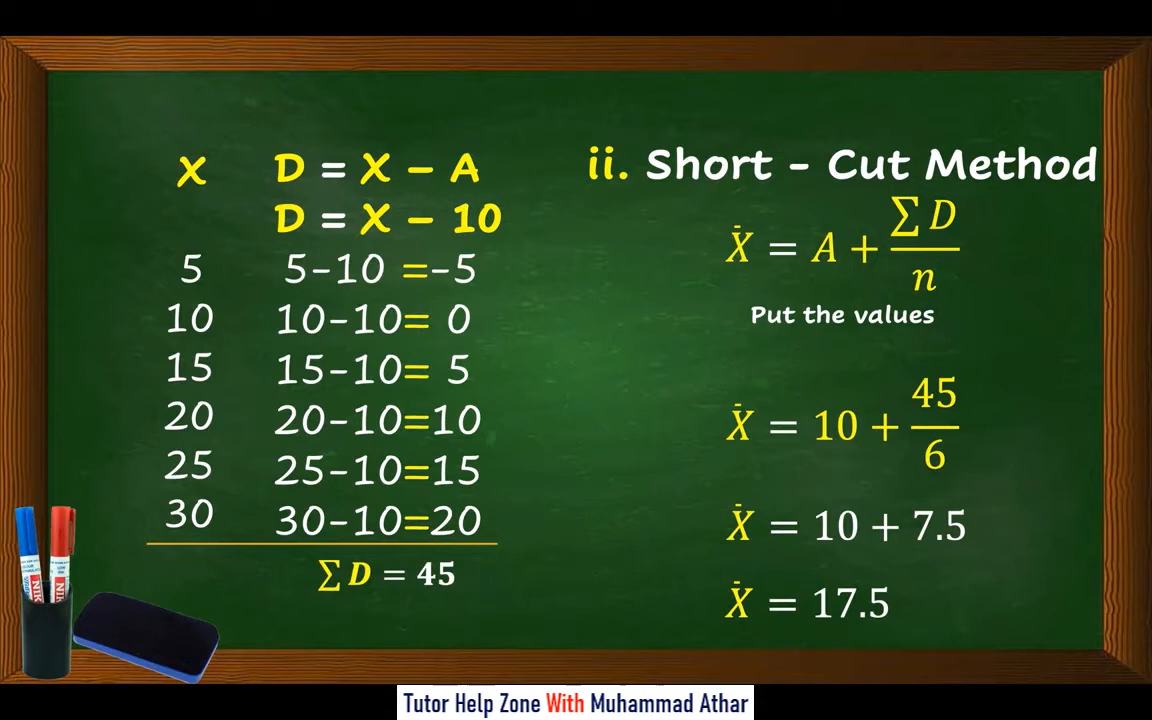 X D = X – A
D = X – 10
5 5-10 =-5
10 10-10= 0
15 15-10= 5
20 20-10=10
25 25-10=15
30 30-10=20
∑ D = 45
ii. Short - Cut Method
X̄ = A + ∑ D / n
Put the values
X̄ = 10 + 45 / 6
X̄ = 10 + 7.5
X̄ = 17.5
Tutor Help Zone With Muhammad Athar